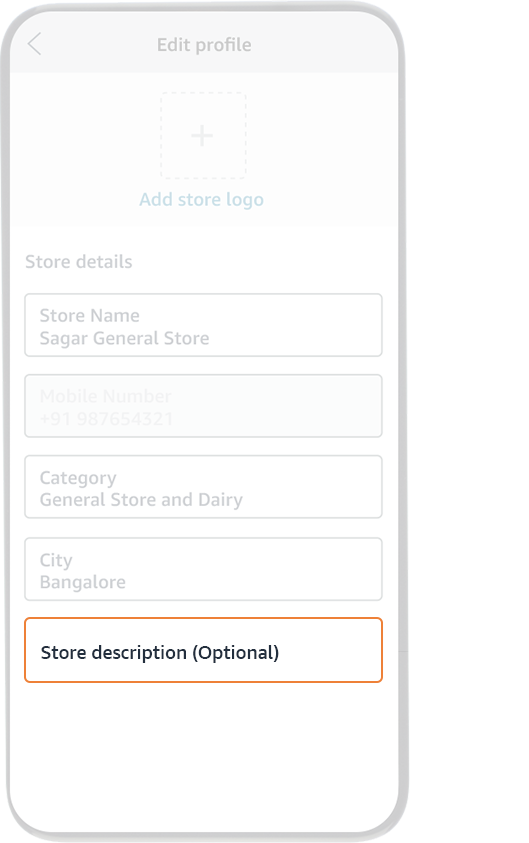 Edit profile
Add store logo
Store details
Store Name
Sagar General Store
Mobile Number
+91 987654321
Category
General Store and Dairy
City
Bangalore
Store description (Optional)